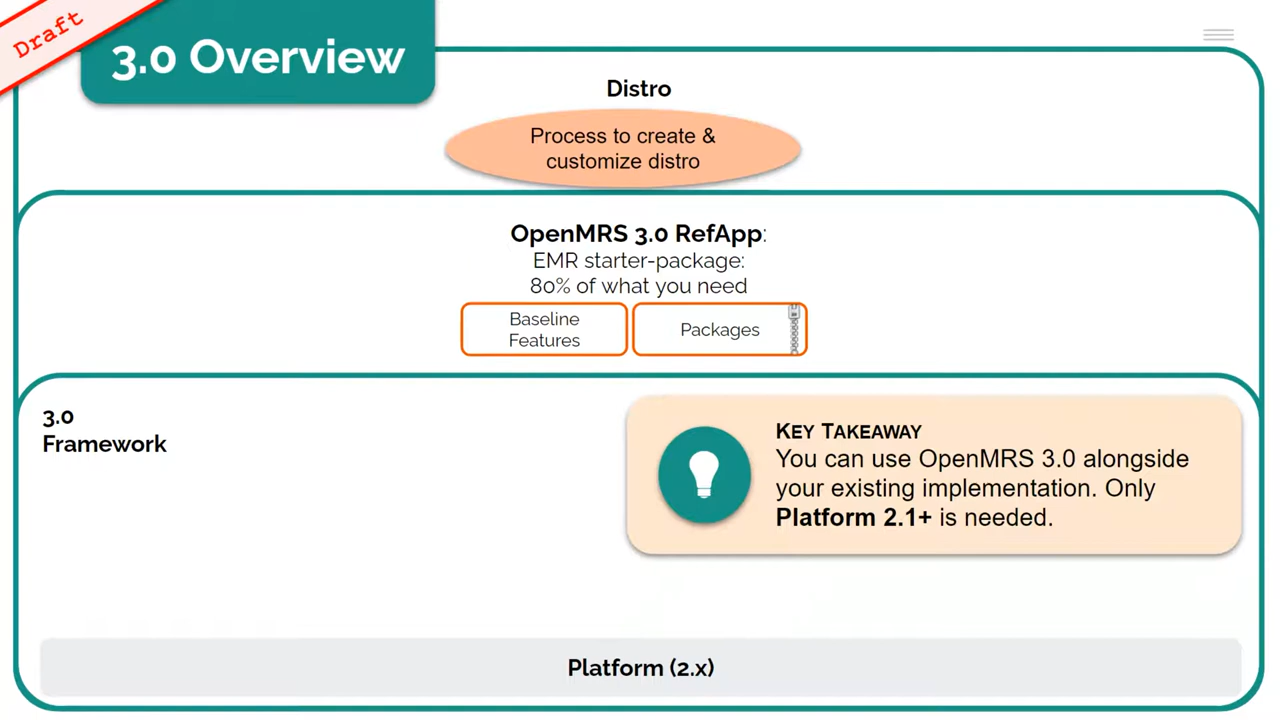 Draft
3.0 Overview
Distro
Process to create &
customize distro
OpenMRS 3.0 RefApp:
EMR starter-package:
80% of what you need
Baseline
Features
Packages
3.0
Framework
KEY TAKEAWAY
You can use OpenMRS 3.0 alongside
your existing implementation. Only
Platform 2.1+ is needed.
Platform (2.x)